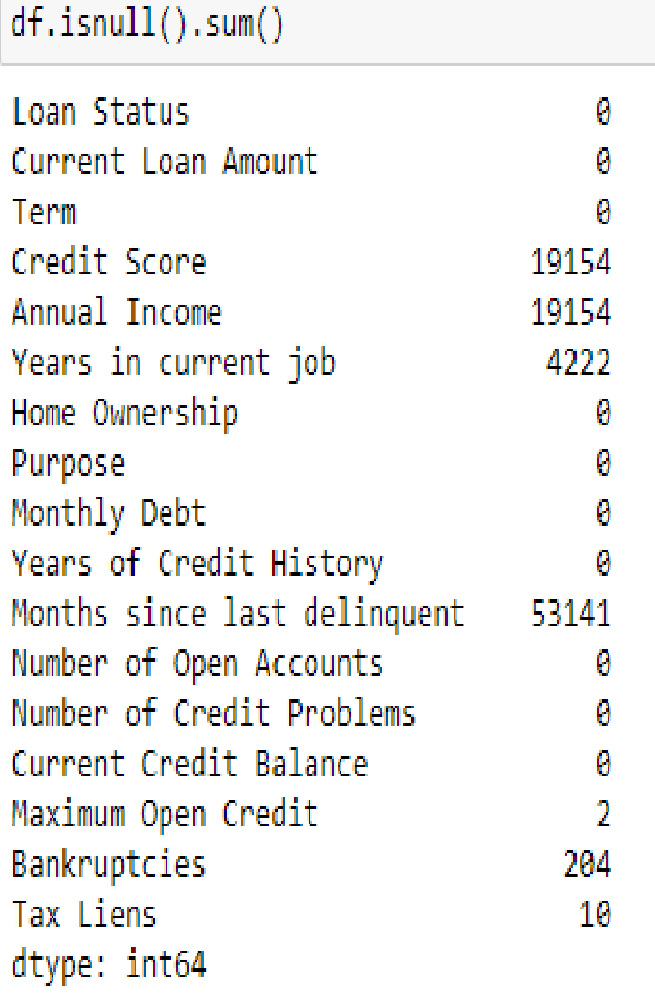 df.isnull().sum()
Loan Status 0
Current Loan Amount 0
Term 0
Credit Score 19154
Annual Income 19154
Years in current job 4222
Home Ownership 0
Purpose 0
Monthly Debt 0
Years of Credit History 0
Months since last delinquent 53141
Number of Open Accounts 0
Number of Credit Problems 0
Current Credit Balance 0
Maximum Open Credit 2
Bankruptcies 204
Tax Liens 10
dtype: int64